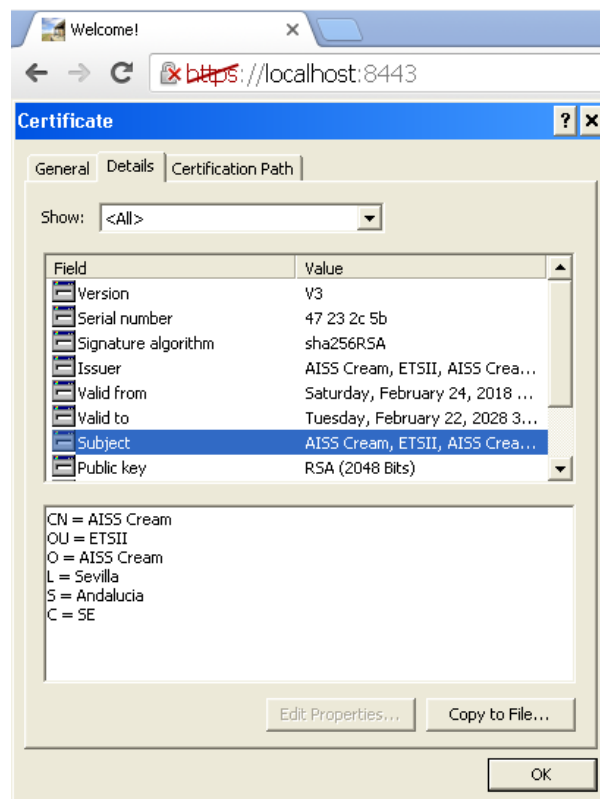 Welcome!
https://localhost:8443
Certificate
General Details Certification Path
Show: <All>
Field Value
Version V3
Serial number 47 23 2c 5b
Signature algorithm sha256RSA
Issuer AISS Cream, ETSII, AISS Crea...
Valid from Saturday, February 24, 2018 ...
Valid to Tuesday, February 22, 2028 3...
Subject AISS Cream, ETSII, AISS Crea...
Public key RSA (2048 Bits)
CN = AISS Cream
OU = ETSII
O = AISS Cream
L = Sevilla
S = Andalucia
C = SE
Edit Properties... Copy to File...
OK